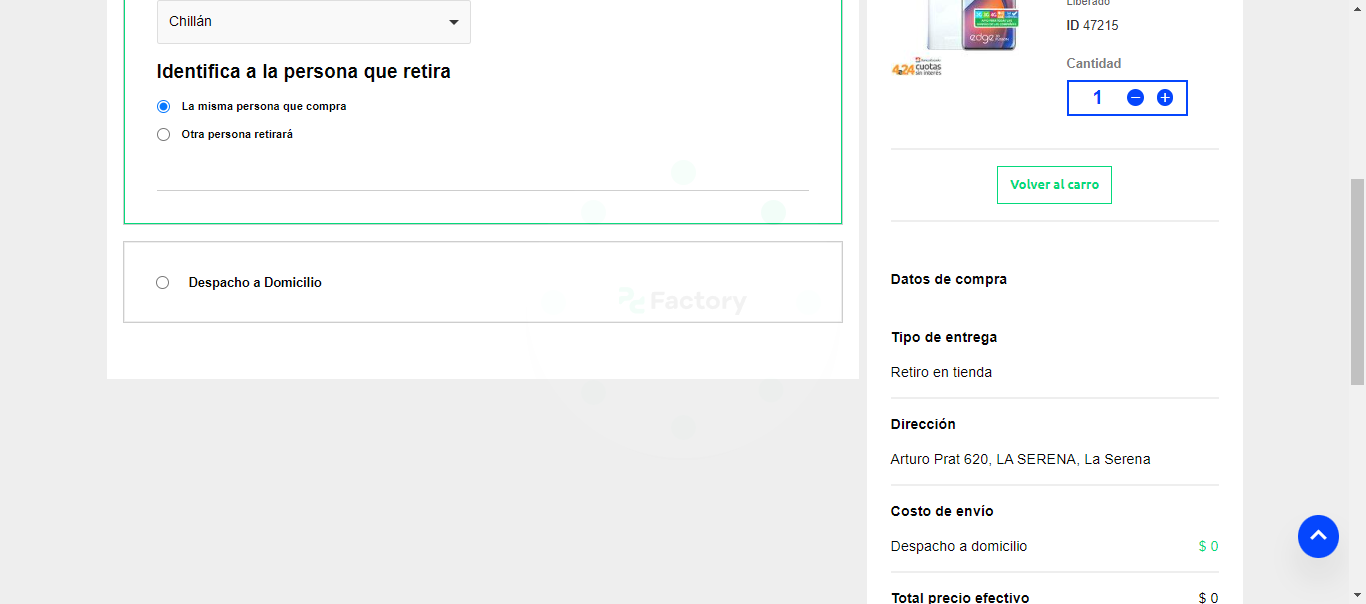 Chillán
Identifica a la persona que retira
La misma persona que compra
Otra persona retirará
Despacho a Domicilio
Factory
Liberado
ID 47215
edge
4a24 cuotas
sin interés
Cantidad
1
Volver al carro
Datos de compra
Tipo de entrega
Retiro en tienda
Dirección
Arturo Prat 620, LA SERENA, La Serena
Costo de envío
Despacho a domicilio $ 0
Total precio efectivo $ 0